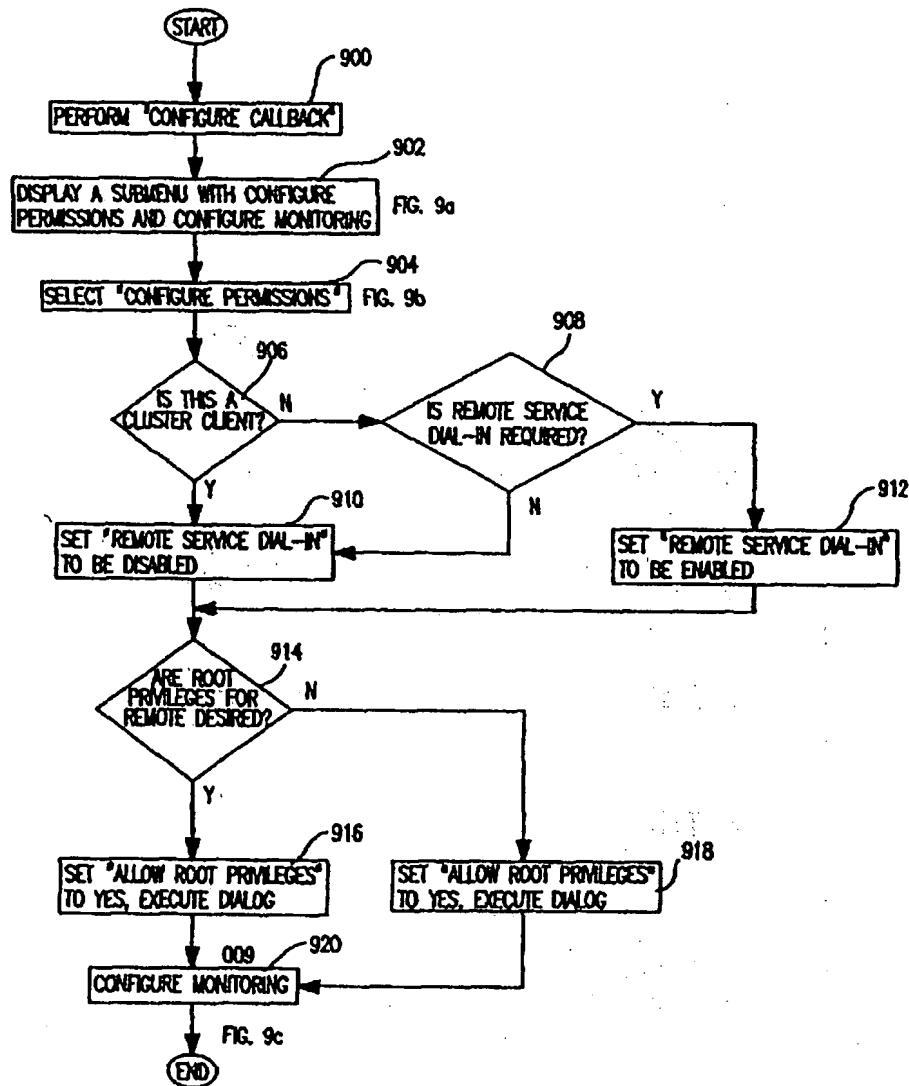 START
900
PERFORM "CONFIGURE CALLBACK"
902
DISPLAY A SUBMENU WITH CONFIGURE
PERMISSIONS AND CONFIGURE MONITORING
FIG. 9a
904
SELECT "CONFIGURE PERMISSIONS"
FIG. 9b
906
IS THIS A
CLUSTER CLIENT?
N
908
IS REMOTE SERVICE
DIAL-IN REQUIRED?
Y
Y
N
910
SET "REMOTE SERVICE DIAL-IN"
TO BE DISABLED
912
SET "REMOTE SERVICE DIAL-IN"
TO BE ENABLED
914
ARE ROOT
PRIVILEGES FOR
REMOTE DESIRED?
N
Y
916
SET "ALLOW ROOT PRIVILEGES"
TO YES, EXECUTE DIALOG
918
SET "ALLOW ROOT PRIVILEGES"
TO YES, EXECUTE DIALOG
009
920
CONFIGURE MONITORING
FIG. 9c
END